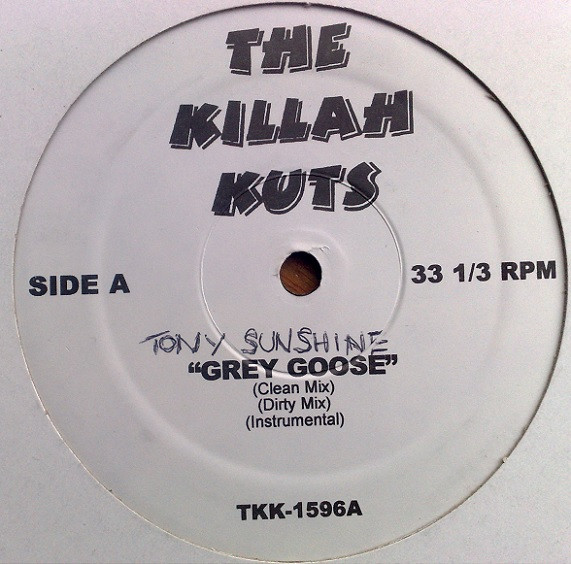 THE
KILLAH
KUTS
SIDE A
33 1/3 RPM
TONY SUNSHINE
“GREY GOOSE”
(Clean Mix)
(Dirty Mix)
(Instrumental)
TKK-1596A